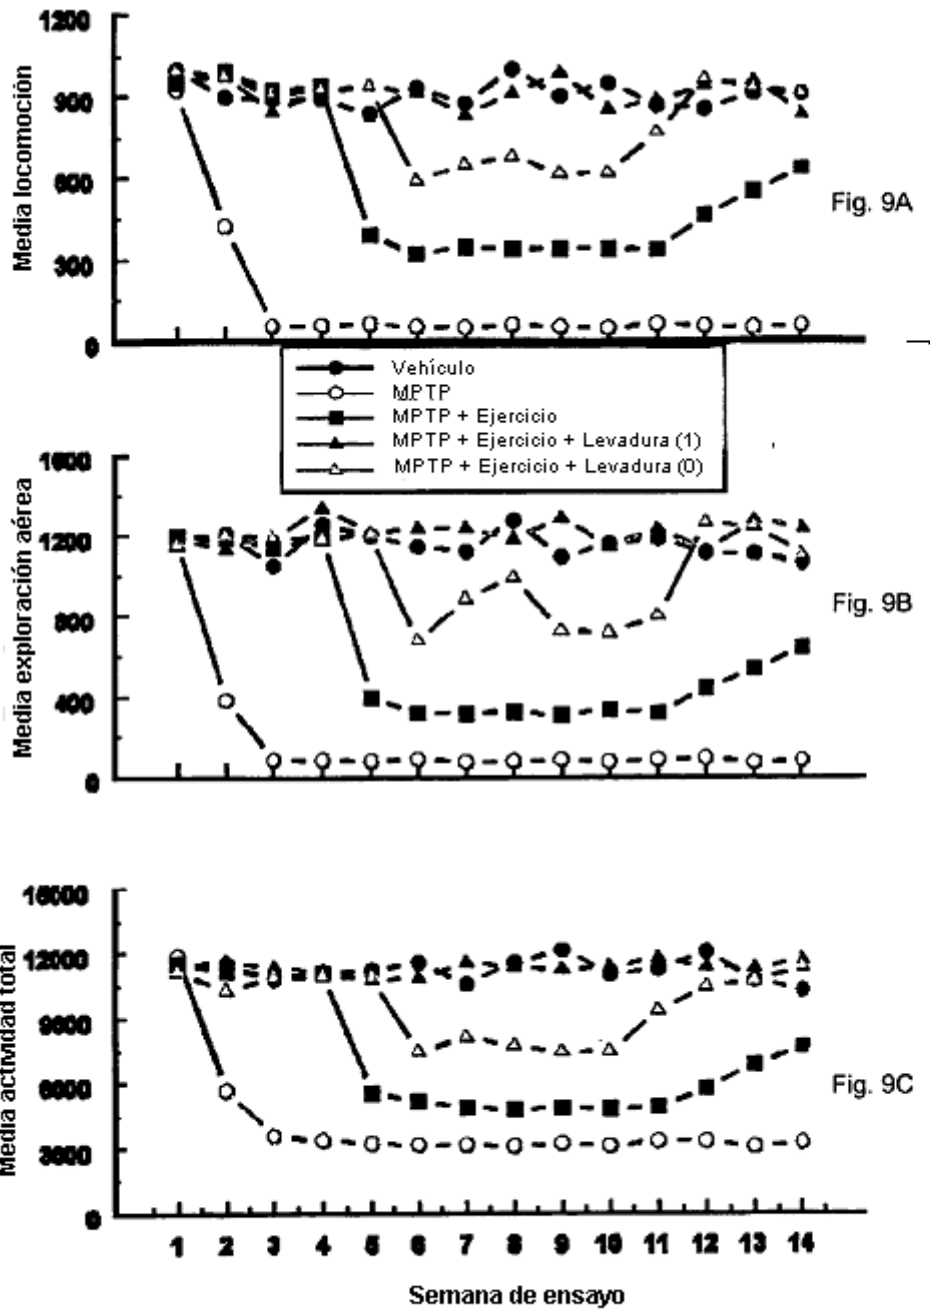 1200
900
600
300
0
Media locomoción
Fig. 9A
Vehículo
MPTP
MPTP + Ejercicio
MPTP + Ejercicio + Levadura (1)
MPTP + Ejercicio + Levadura (0)
1600
1200
800
400
0
Media exploración aérea
Fig. 9B
15000
12000
9000
6000
3000
0
Media actividad total
Fig. 9C
1 2 3 4 5 6 7 8 9 10 11 12 13 14
Semana de ensayo